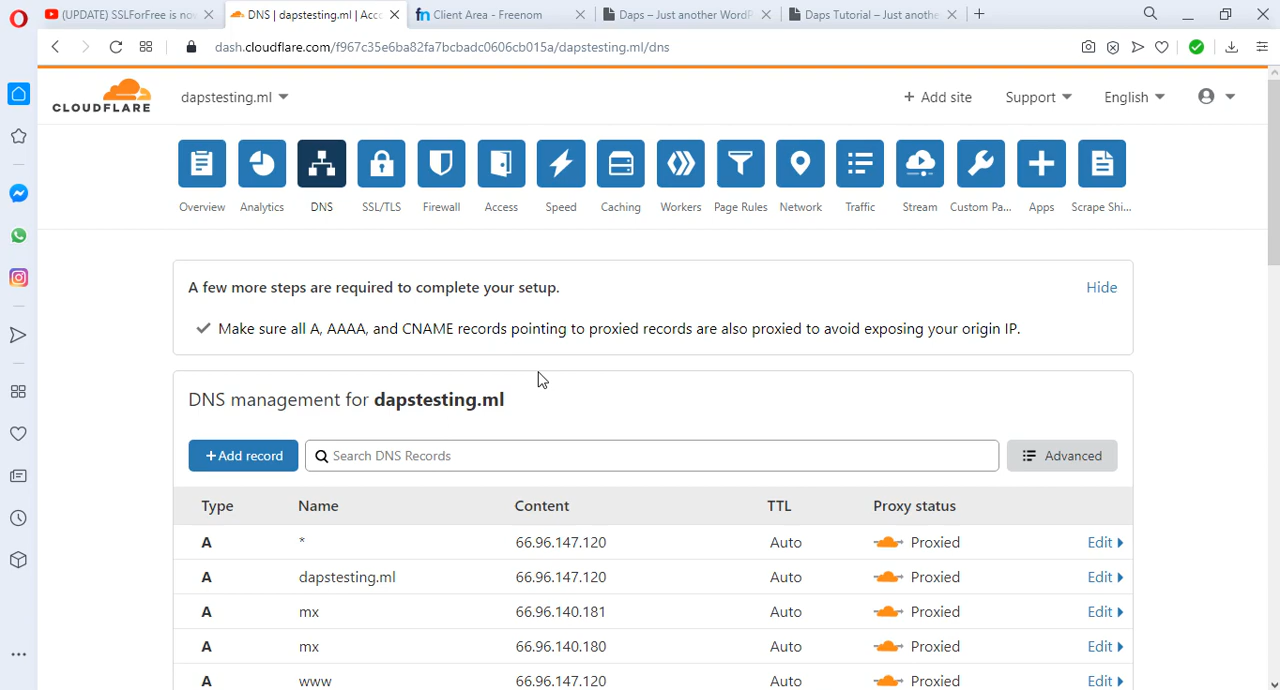 (UPDATE) SSLForFree is no
DNS | dapstesting.ml | Acc
fn Client Area - Freenom
Daps – Just another WordP
Daps Tutorial – Just anothe
dash.cloudflare.com/f967c35e6ba82fa7bcbadc0606cb015a/dapstesting.ml/dns
CLOUDFLARE
dapstesting.ml
+ Add site
Support
English
Overview
Analytics
DNS
SSL/TLS
Firewall
Access
Speed
Caching
Workers
Page Rules
Network
Traffic
Stream
Custom Pa...
Apps
Scrape Shi...
A few more steps are required to complete your setup.
Hide
Make sure all A, AAAA, and CNAME records pointing to proxied records are also proxied to avoid exposing your origin IP.
DNS management for dapstesting.ml
+Add record
Search DNS Records
Advanced
Type Name Content TTL Proxy status
A * 66.96.147.120 Auto Proxied Edit
A dapstesting.ml 66.96.147.120 Auto Proxied Edit
A mx 66.96.140.181 Auto Proxied Edit
A mx 66.96.140.180 Auto Proxied Edit
A www 66.96.147.120 Auto Proxied Edit